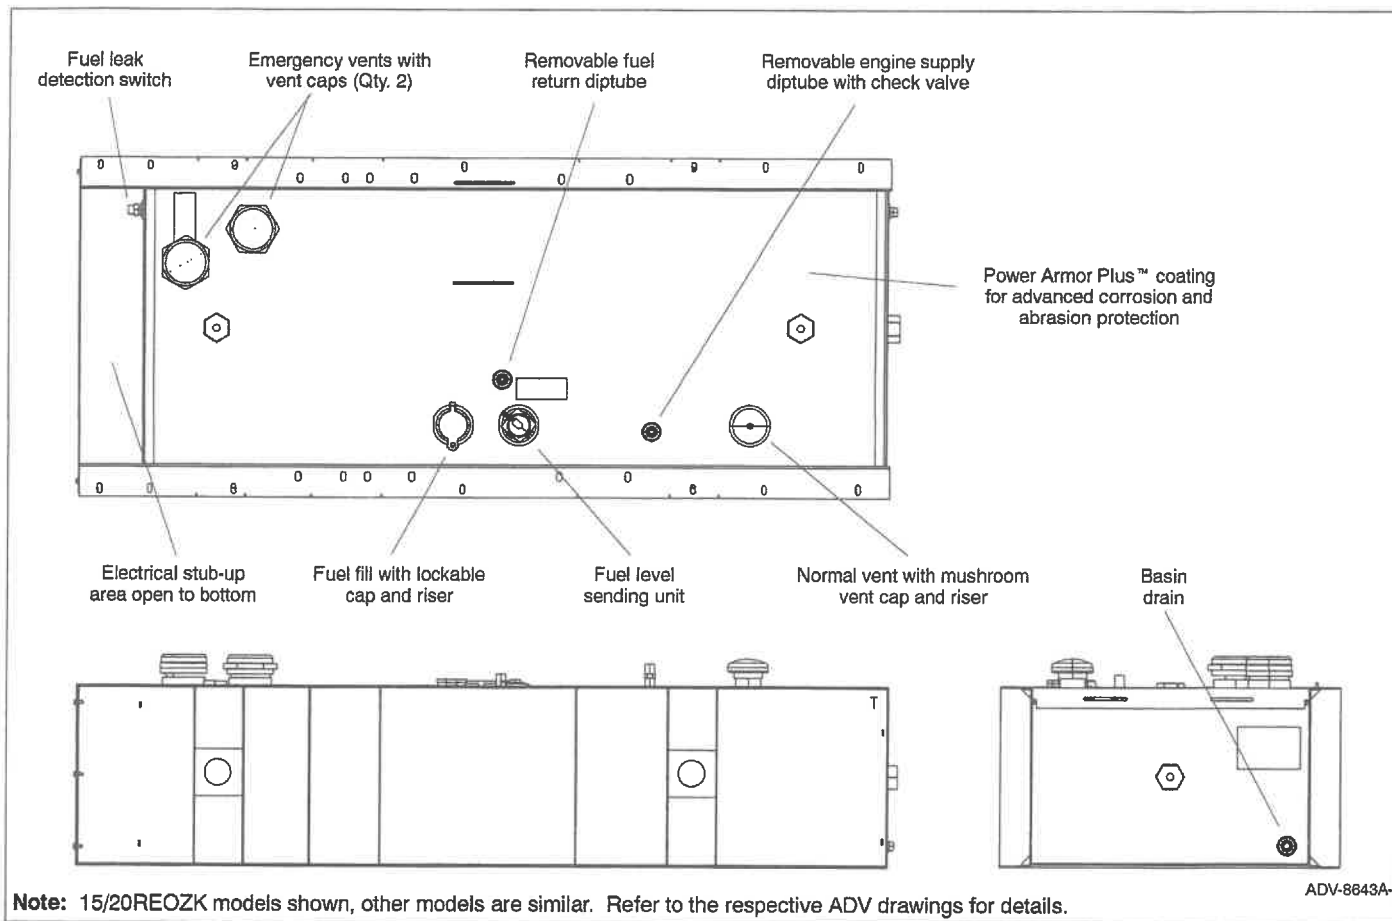 Fuel leak
detection switch
Emergency vents with
vent caps (Qty. 2)
Removable fuel
return diptube
Removable engine supply
diptube with check valve
Power Armor Plus™ coating
for advanced corrosion and
abrasion protection
Electrical stub-up
area open to bottom
Fuel fill with lockable
cap and riser
Fuel level
sending unit
Normal vent with mushroom
vent cap and riser
Basin
drain
T
ADV-8643A-
Note: 15/20REOZK models shown, other models are similar. Refer to the respective ADV drawings for details.